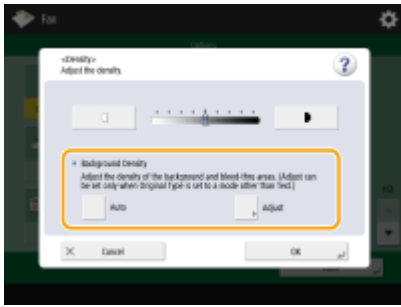 Fax
<Density>
Adjust the density.
?
Background Density
Adjust the density of the background and bleed-thru areas. (Adjust can
be set only when Original Type is set to a mode other than Text.)
Auto
Adjust
Cancel
OK